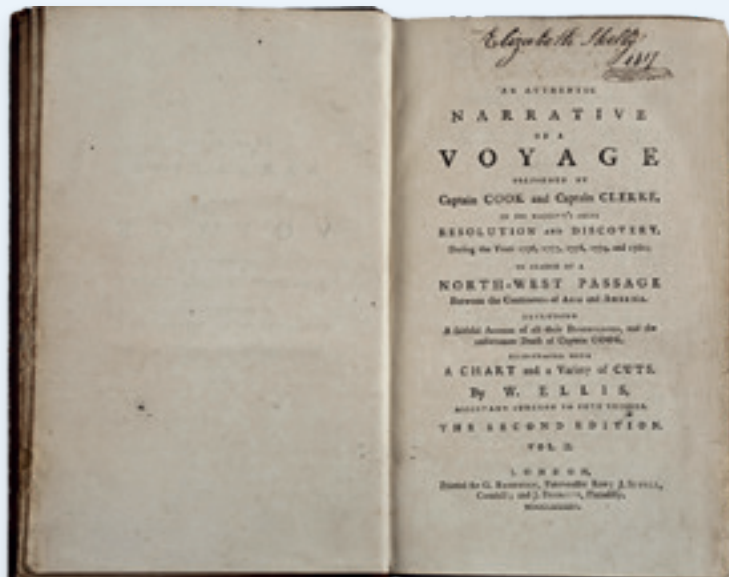 Elizabeth
AN AUTHENTIC
NARRATIVE
OF A
VOYAGE
PERFORMED BY
Captain COOK and Captain CLERKE,
IN HIS MAJESTY'S SHIPS
RESOLUTION AND DISCOVERY,
During the Years 1776, 1777, 1778, 1779, and 1780;
IN SEARCH OF A
NORTH-WEST PASSAGE
Between the Continents of ASIA and AMERICA.
INCLUDING
A faithful Account of all their DISCOVERIES, and the
unfortunate Death of Captain COOK.
ILLUSTRATED WITH
A CHART and a Variety of CUTS.
By W. ELLIS,
ASSISTANT SURGEON TO BOTH VESSELS.
THE SECOND EDITION.
VOL. II.
LONDON,
Printed for G. ROBINSON, Paternoster Row; J. SEWELL,
Cornhill; and J. DEBRETT, Piccadilly.